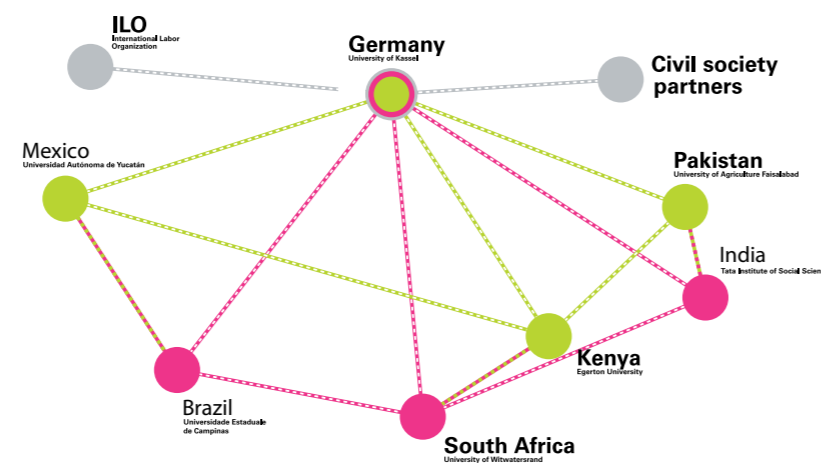 ILO
International Labor
Organization
Germany
University of Kassel
Civil society
partners
Mexico
Universidad Autónoma de Yucatán
Pakistan
University of Agriculture Faisalabad
India
Tata Institute of Social Scien
Kenya
Egerton University
Brazil
Universidade Estaduale
de Campinas
South Africa
University of Witwatersrand